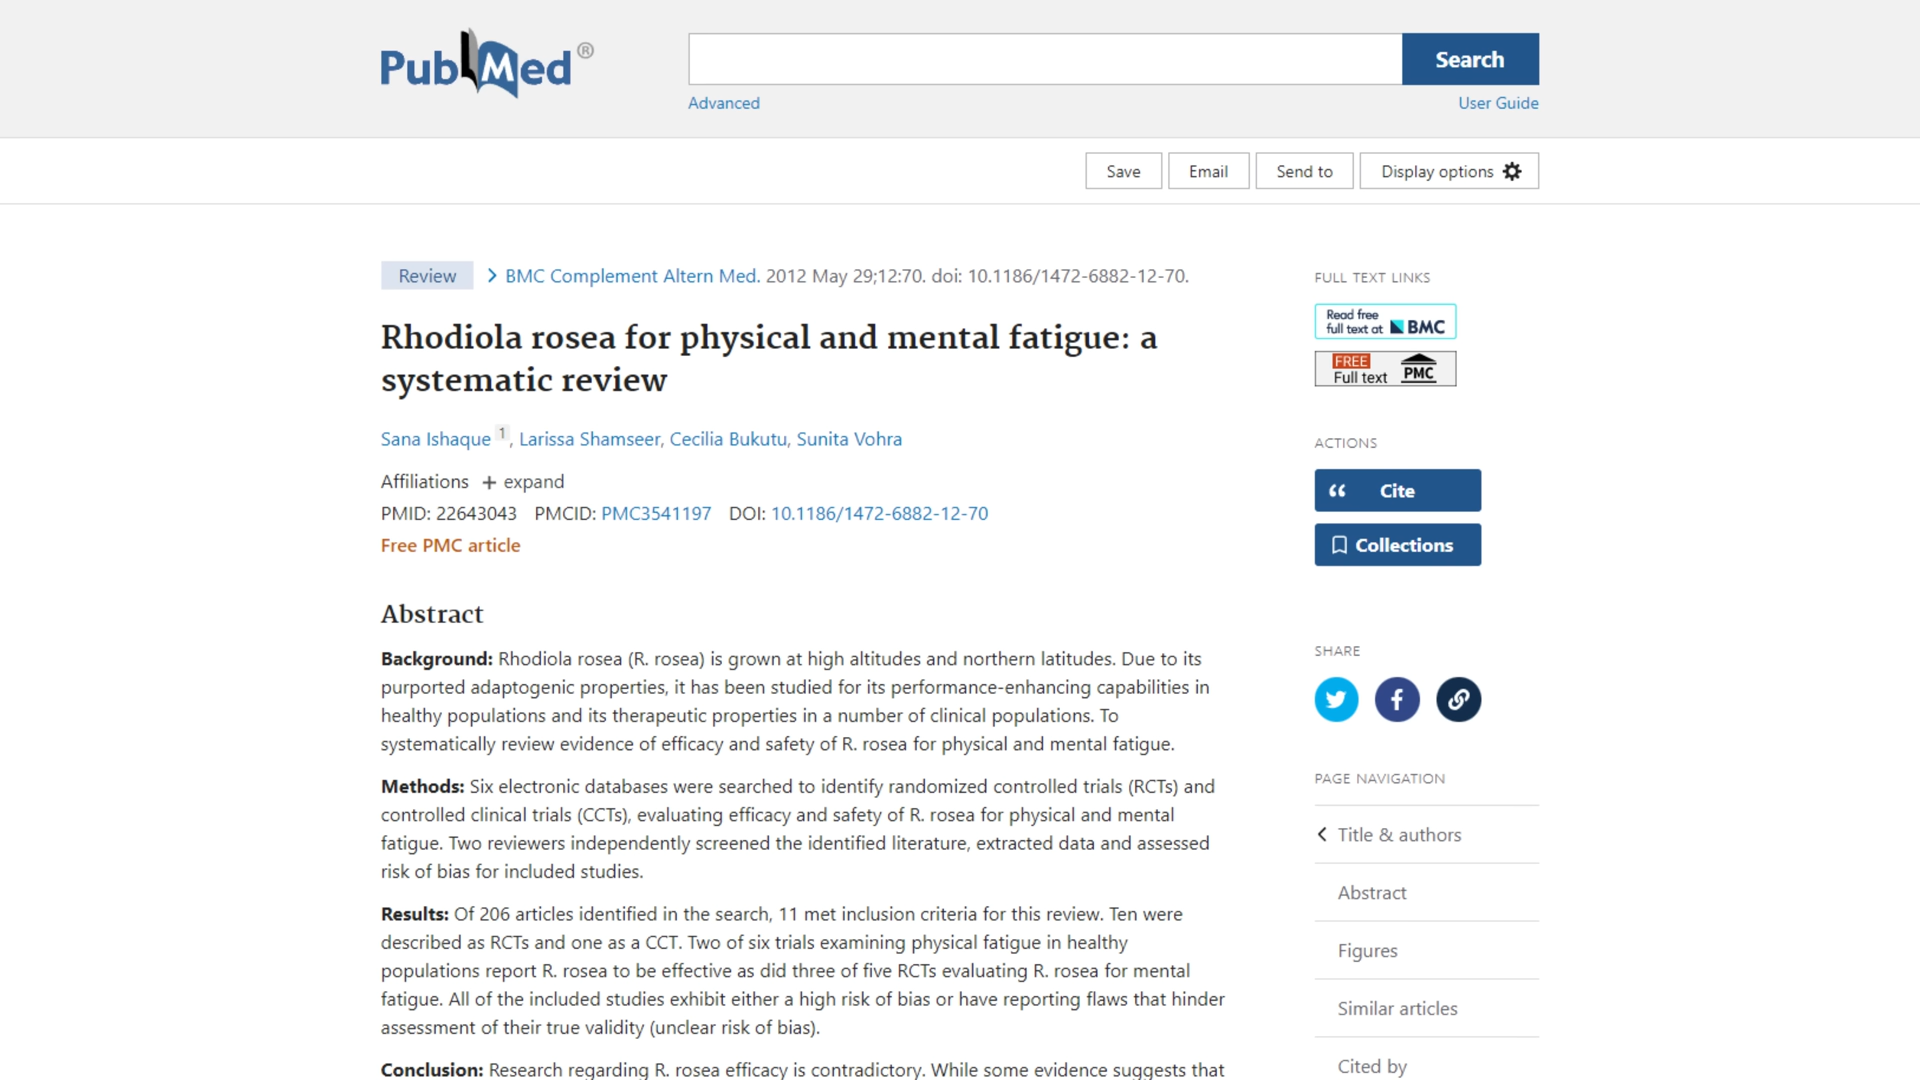 PubMed®
Search
Advanced
User Guide
Save
Email
Send to
Display options
Review
BMC Complement Altern Med. 2012 May 29;12:70. doi: 10.1186/1472-6882-12-70.
Rhodiola rosea for physical and mental fatigue: a
systematic review
Sana Ishaque 1, Larissa Shamseer, Cecilia Bukutu, Sunita Vohra
Affiliations + expand
PMID: 22643043 PMCID: PMC3541197 DOI: 10.1186/1472-6882-12-70
Free PMC article
Abstract
Background: Rhodiola rosea (R. rosea) is grown at high altitudes and northern latitudes. Due to its
purported adaptogenic properties, it has been studied for its performance-enhancing capabilities in
healthy populations and its therapeutic properties in a number of clinical populations. To
systematically review evidence of efficacy and safety of R. rosea for physical and mental fatigue.
Methods: Six electronic databases were searched to identify randomized controlled trials (RCTs) and
controlled clinical trials (CCTs), evaluating efficacy and safety of R. rosea for physical and mental
fatigue. Two reviewers independently screened the identified literature, extracted data and assessed
risk of bias for included studies.
Results: Of 206 articles identified in the search, 11 met inclusion criteria for this review. Ten were
described as RCTs and one as a CCT. Two of six trials examining physical fatigue in healthy
populations report R. rosea to be effective as did three of five RCTs evaluating R. rosea for mental
fatigue. All of the included studies exhibit either a high risk of bias or have reporting flaws that hinder
assessment of their true validity (unclear risk of bias).
Conclusion: Research regarding R. rosea efficacy is contradictory. While some evidence suggests that
FULL TEXT LINKS
Read free
full text at BMC
FREE
Full text PMC
ACTIONS
Cite
Collections
SHARE
PAGE NAVIGATION
Title & authors
Abstract
Figures
Similar articles
Cited by